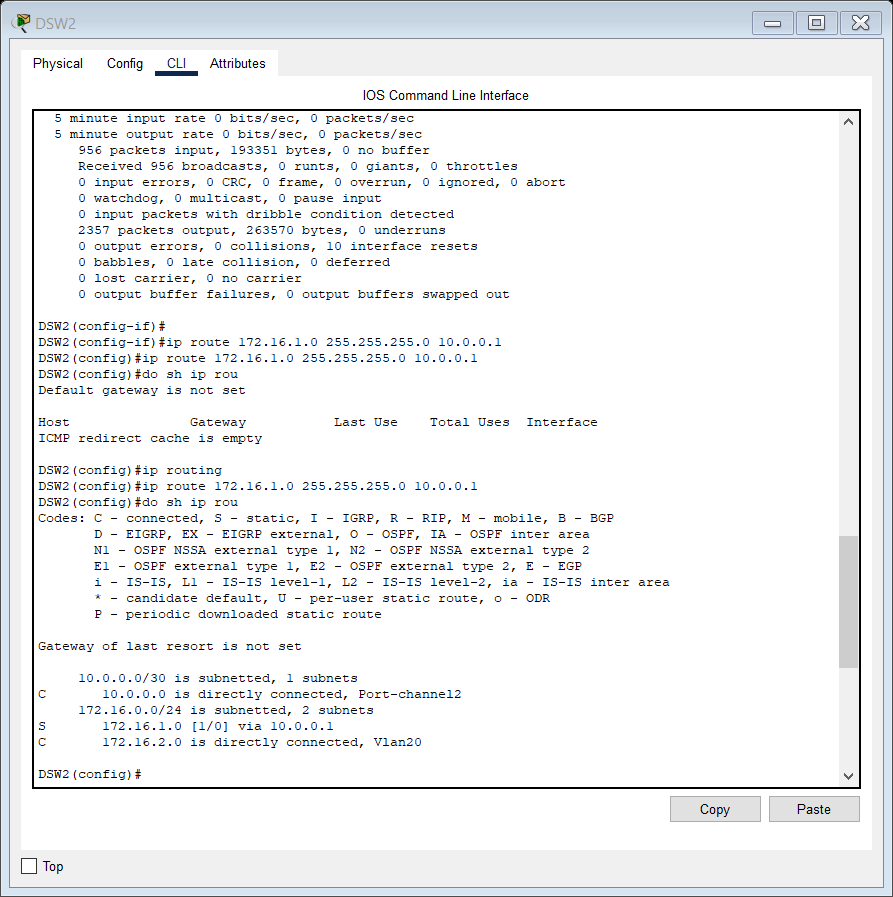 DSW2
Physical Config CLI Attributes
IOS Command Line Interface
5 minute input rate 0 bits/sec, 0 packets/sec
5 minute output rate 0 bits/sec, 0 packets/sec
956 packets input, 193351 bytes, 0 no buffer
Received 956 broadcasts, 0 runts, 0 giants, 0 throttles
0 input errors, 0 CRC, 0 frame, 0 overrun, 0 ignored, 0 abort
0 watchdog, 0 multicast, 0 pause input
0 input packets with dribble condition detected
2357 packets output, 263570 bytes, 0 underruns
0 output errors, 0 collisions, 10 interface resets
0 babbles, 0 late collision, 0 deferred
0 lost carrier, 0 no carrier
0 output buffer failures, 0 output buffers swapped out
DSW2(config-if)#
DSW2(config-if)#ip route 172.16.1.0 255.255.255.0 10.0.0.1
DSW2(config)#ip route 172.16.1.0 255.255.255.0 10.0.0.1
DSW2(config)#do sh ip rou
Default gateway is not set
Host Gateway Last Use Total Uses Interface
ICMP redirect cache is empty
DSW2(config)#ip routing
DSW2(config)#ip route 172.16.1.0 255.255.255.0 10.0.0.1
DSW2(config)#do sh ip rou
Codes: C - connected, S - static, I - IGRP, R - RIP, M - mobile, B - BGP
D - EIGRP, EX - EIGRP external, O - OSPF, IA - OSPF inter area
N1 - OSPF NSSA external type 1, N2 - OSPF NSSA external type 2
E1 - OSPF external type 1, E2 - OSPF external type 2, E - EGP
i - IS-IS, L1 - IS-IS level-1, L2 - IS-IS level-2, ia - IS-IS inter area
* - candidate default, U - per-user static route, o - ODR
P - periodic downloaded static route
Gateway of last resort is not set
10.0.0.0/30 is subnetted, 1 subnets
C 10.0.0.0 is directly connected, Port-channel2
172.16.0.0/24 is subnetted, 2 subnets
S 172.16.1.0 [1/0] via 10.0.0.1
C 172.16.2.0 is directly connected, Vlan20
DSW2(config)#
Copy Paste
Top